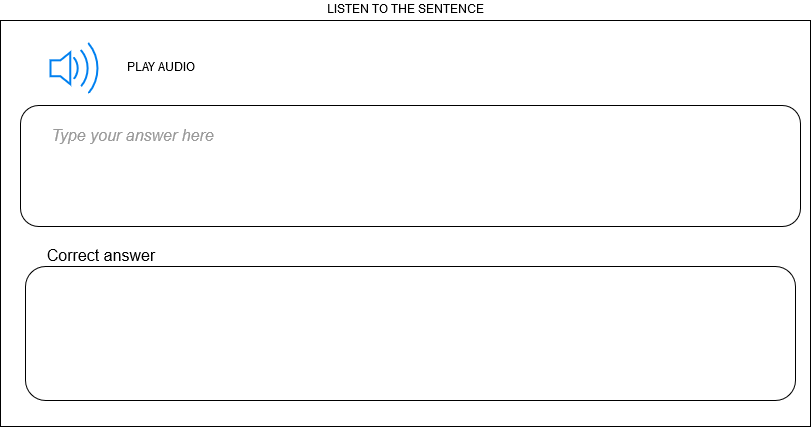 LISTEN TO THE SENTENCE
PLAY AUDIO
Type your answer here
Correct answer